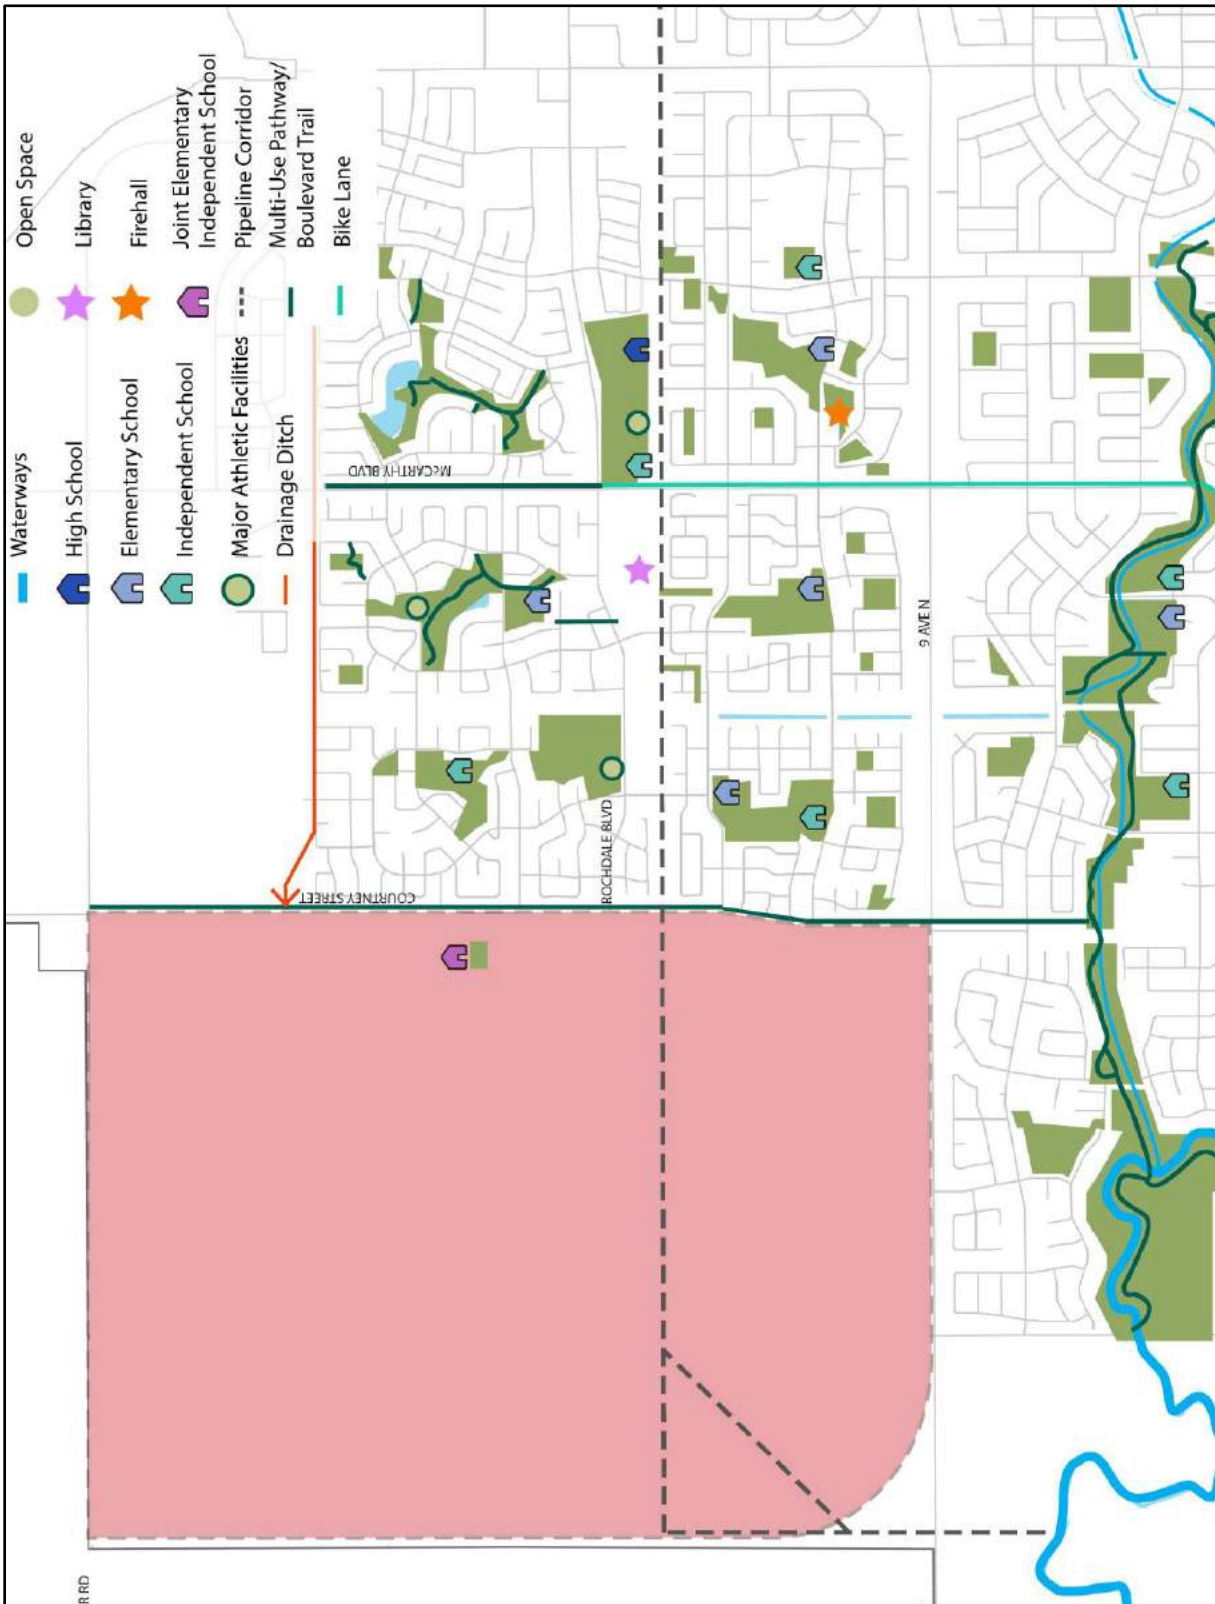 Waterways
High School
Elementary School
Independent School
Major Athletic Facilities
Drainage Ditch
Open Space
Library
Firehall
Joint Elementary
Independent School
Pipeline Corridor
Multi-Use Pathway/
Boulevard Trail
Bike Lane
McCARTHY BLVD
COURTNEY STREET
ROCHDALE BLVD
9 AVE N
R RD